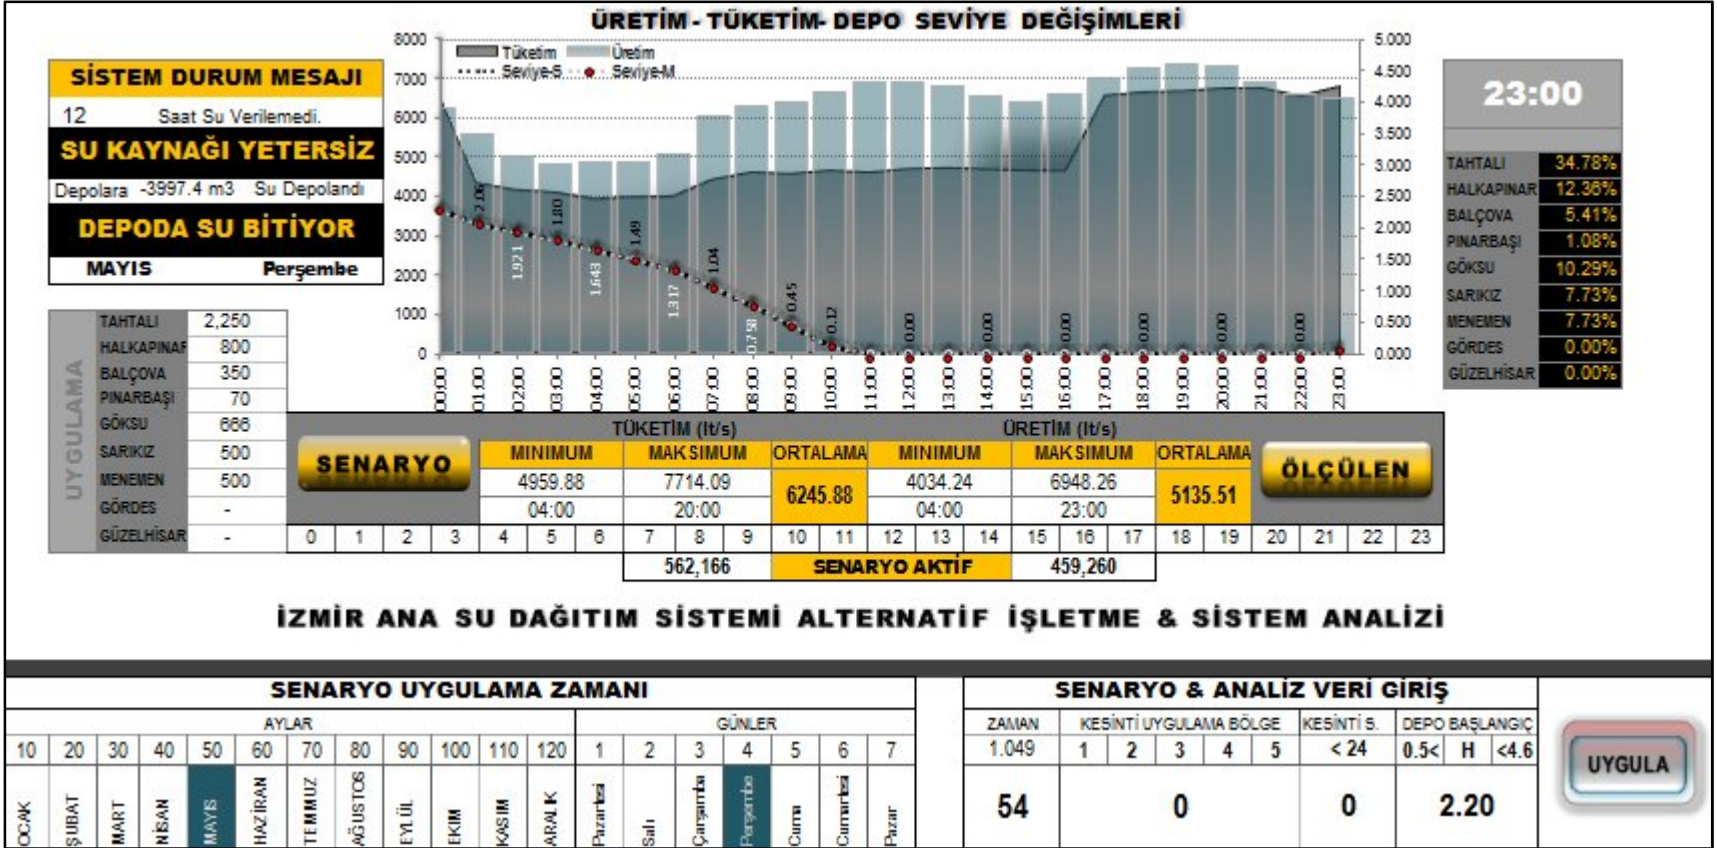 ÜRETİM - TÜKETİM- DEPO SEVİYE DEĞİŞİMLERİ
SİSTEM DURUM MESAJI
12 Saat Su Verilemedi.
SU KAYNAĞI YETERSİZ
Depolara -3997.4 m3 Su Depolandı
DEPODA SU BİTİYOR
MAYIS Perşembe
8000
7000
6000
5000
4000
3000
2000
1000
0
Tüketim Üretim
Seviye-S Seviye-M
2.06
1.921
1.80
1.643
1.49
1.317
1.04
0.758
0.45
0.12
0.00
0.00
0.00
0.00
0.00
0.00
5.000
4.500
4.000
3.500
3.000
2.500
2.000
1.500
1.000
0.500
0.000
00:00 01:00 02:00 03:00 04:00 05:00 06:00 07:00 08:00 09:00 10:00 11:00 12:00 13:00 14:00 15:00 16:00 17:00 18:00 19:00 20:00 21:00 22:00 23:00
23:00
TAHTALI 34.78%
HALKAPINAR 12.36%
BALÇOVA 5.41%
PINARBAŞI 1.08%
GÖKSU 10.29%
SARIKIZ 7.73%
MENEMEN 7.73%
GÖRDES 0.00%
GÜZELHİSAR 0.00%
UYGULAMA
TAHTALI 2,250
HALKAPINAR 800
BALÇOVA 350
PINARBAŞI 70
GÖKSU 666
SARIKIZ 500
MENEMEN 500
GÖRDES -
GÜZELHİSAR -
SENARYO
TÜKETİM (lt/s) ÜRETİM (lt/s)
MINIMUM MAKSIMUM ORTALAMA MINIMUM MAKSIMUM ORTALAMA
4959.88 7714.09 6245.88 4034.24 6948.26 5135.51
04:00 20:00 04:00 23:00
ÖLÇÜLEN
0 1 2 3 4 5 6 7 8 9 10 11 12 13 14 15 16 17 18 19 20 21 22 23
562,166 SENARYO AKTİF 459,260
İZMİR ANA SU DAĞITIM SİSTEMİ ALTERNATİF İŞLETME & SİSTEM ANALİZİ
SENARYO UYGULAMA ZAMANI
AYLAR GÜNLER
10 20 30 40 50 60 70 80 90 100 110 120 1 2 3 4 5 6 7
OCAK ŞUBAT MART NİSAN MAYIS HAZİRAN TEMMUZ AĞUSTOS EYLÜL EKİM KASIM ARALIK Pazartesi Salı Çarşamba Perşembe Cuma Cumartesi Pazar
SENARYO & ANALİZ VERİ GİRİŞ
ZAMAN KESİNTİ UYGULAMA BÖLGE KESİNTİ S. DEPO BAŞLANGIÇ
1.049 1 2 3 4 5 < 24 0.5< H <4.6
54 0 0 2.20
UYGULA